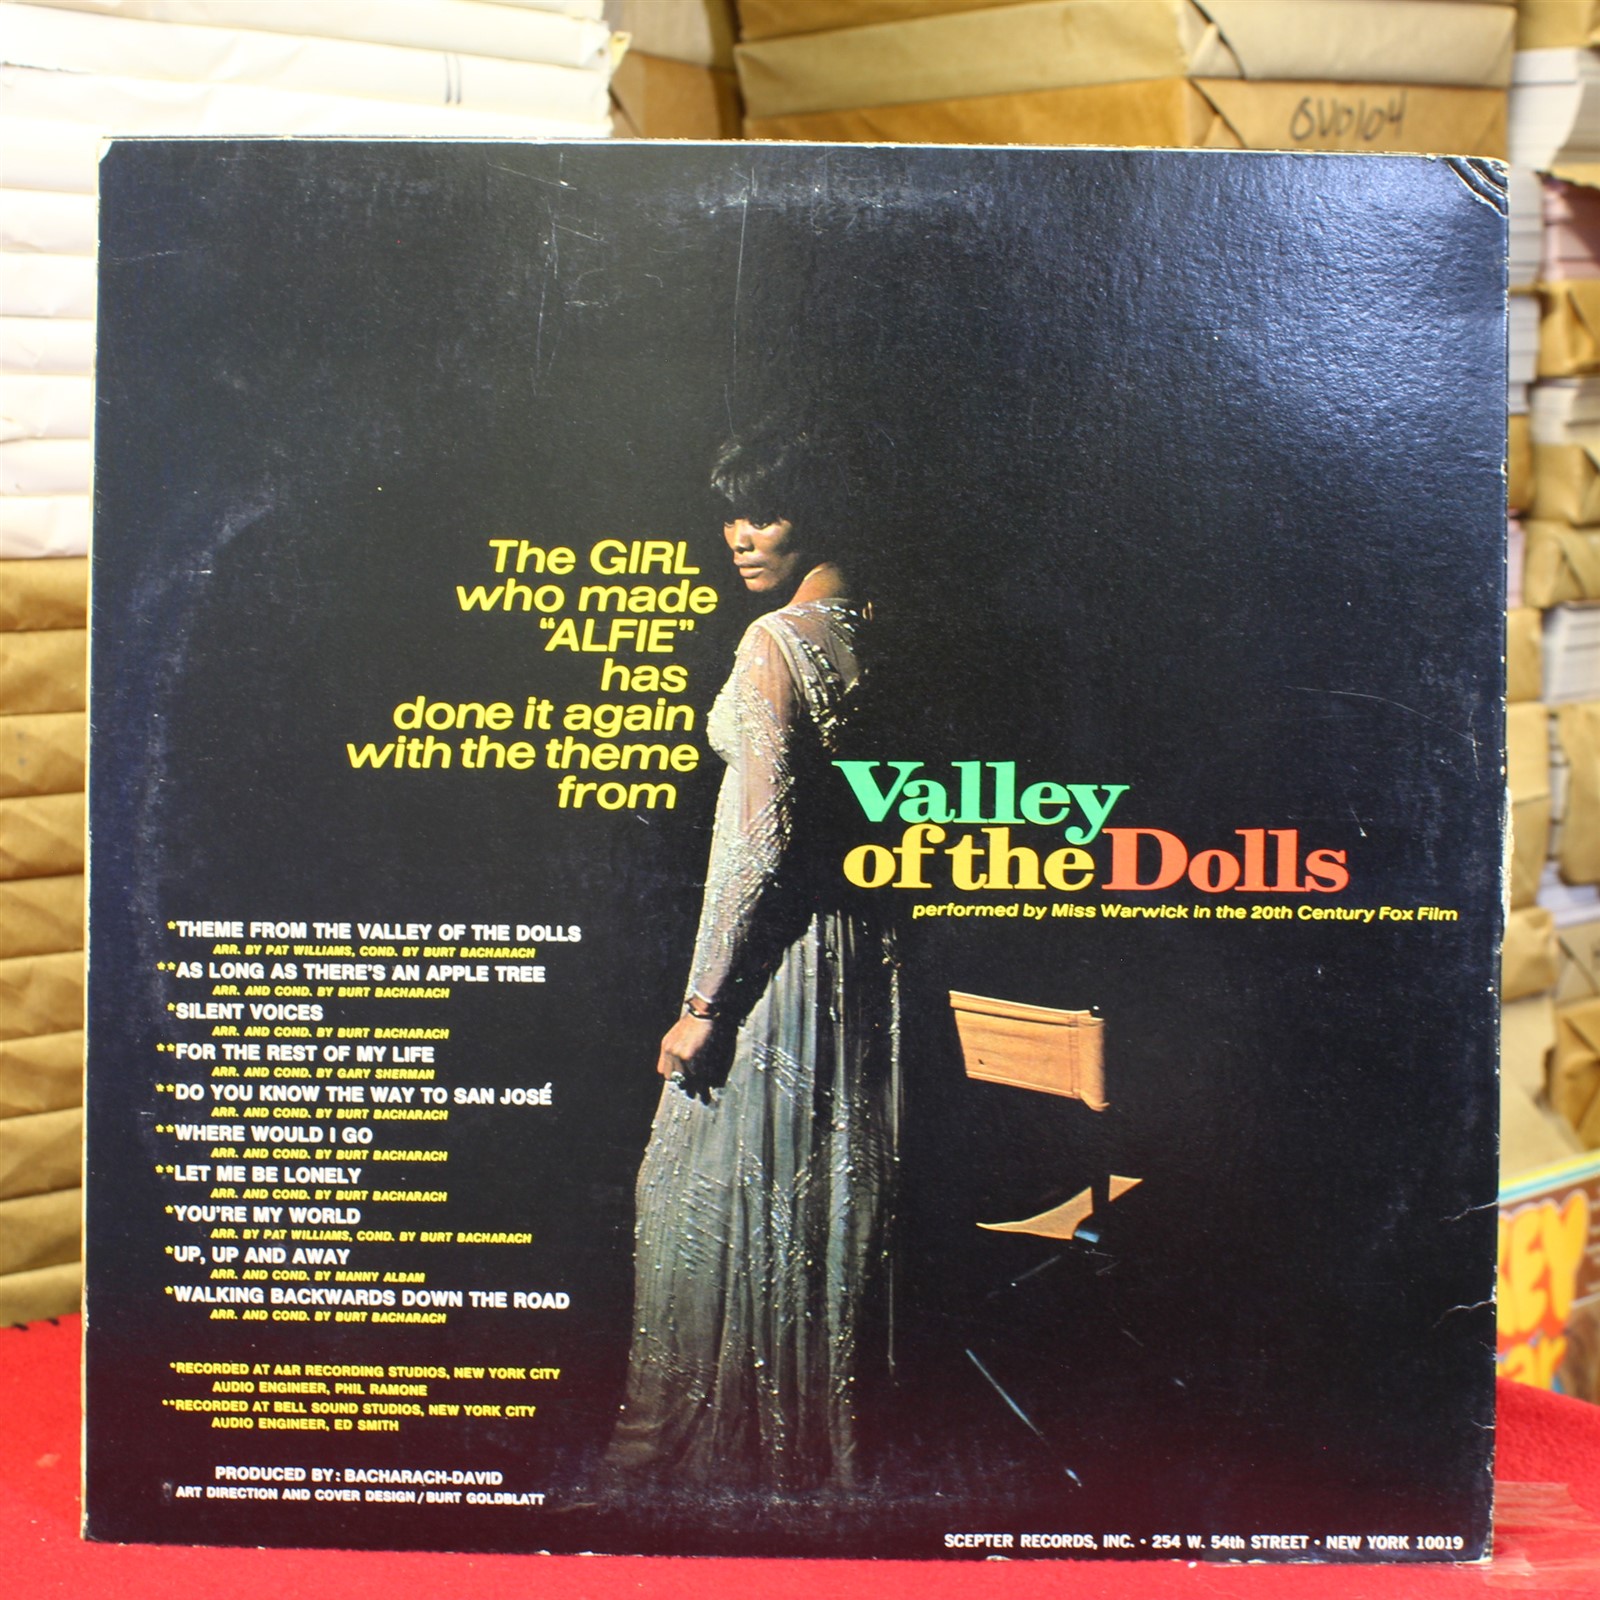 OVD104
The GIRL
who made
“ALFIE”
has
done it again
with the theme
from
Valley
of the Dolls
performed by Miss Warwick in the 20th Century Fox Film
*THEME FROM THE VALLEY OF THE DOLLS
ARR. BY PAT WILLIAMS, COND. BY BURT BACHARACH
**AS LONG AS THERE'S AN APPLE TREE
ARR. AND COND. BY BURT BACHARACH
*SILENT VOICES
ARR. AND COND. BY BURT BACHARACH
**FOR THE REST OF MY LIFE
ARR. AND COND. BY GARY SHERMAN
**DO YOU KNOW THE WAY TO SAN JOSÉ
ARR. AND COND. BY BURT BACHARACH
**WHERE WOULD I GO
ARR. AND COND. BY BURT BACHARACH
**LET ME BE LONELY
ARR. AND COND. BY BURT BACHARACH
*YOU'RE MY WORLD
ARR. BY PAT WILLIAMS, COND. BY BURT BACHARACH
*UP, UP AND AWAY
ARR. AND COND. BY MANNY ALBAM
*WALKING BACKWARDS DOWN THE ROAD
ARR. AND COND. BY BURT BACHARACH
*RECORDED AT A&R RECORDING STUDIOS, NEW YORK CITY
AUDIO ENGINEER, PHIL RAMONE
**RECORDED AT BELL SOUND STUDIOS, NEW YORK CITY
AUDIO ENGINEER, ED SMITH
PRODUCED BY: BACHARACH-DAVID
ART DIRECTION AND COVER DESIGN/BURT GOLDBLATT
SCEPTER RECORDS, INC. • 254 W. 54th STREET • NEW YORK 10019